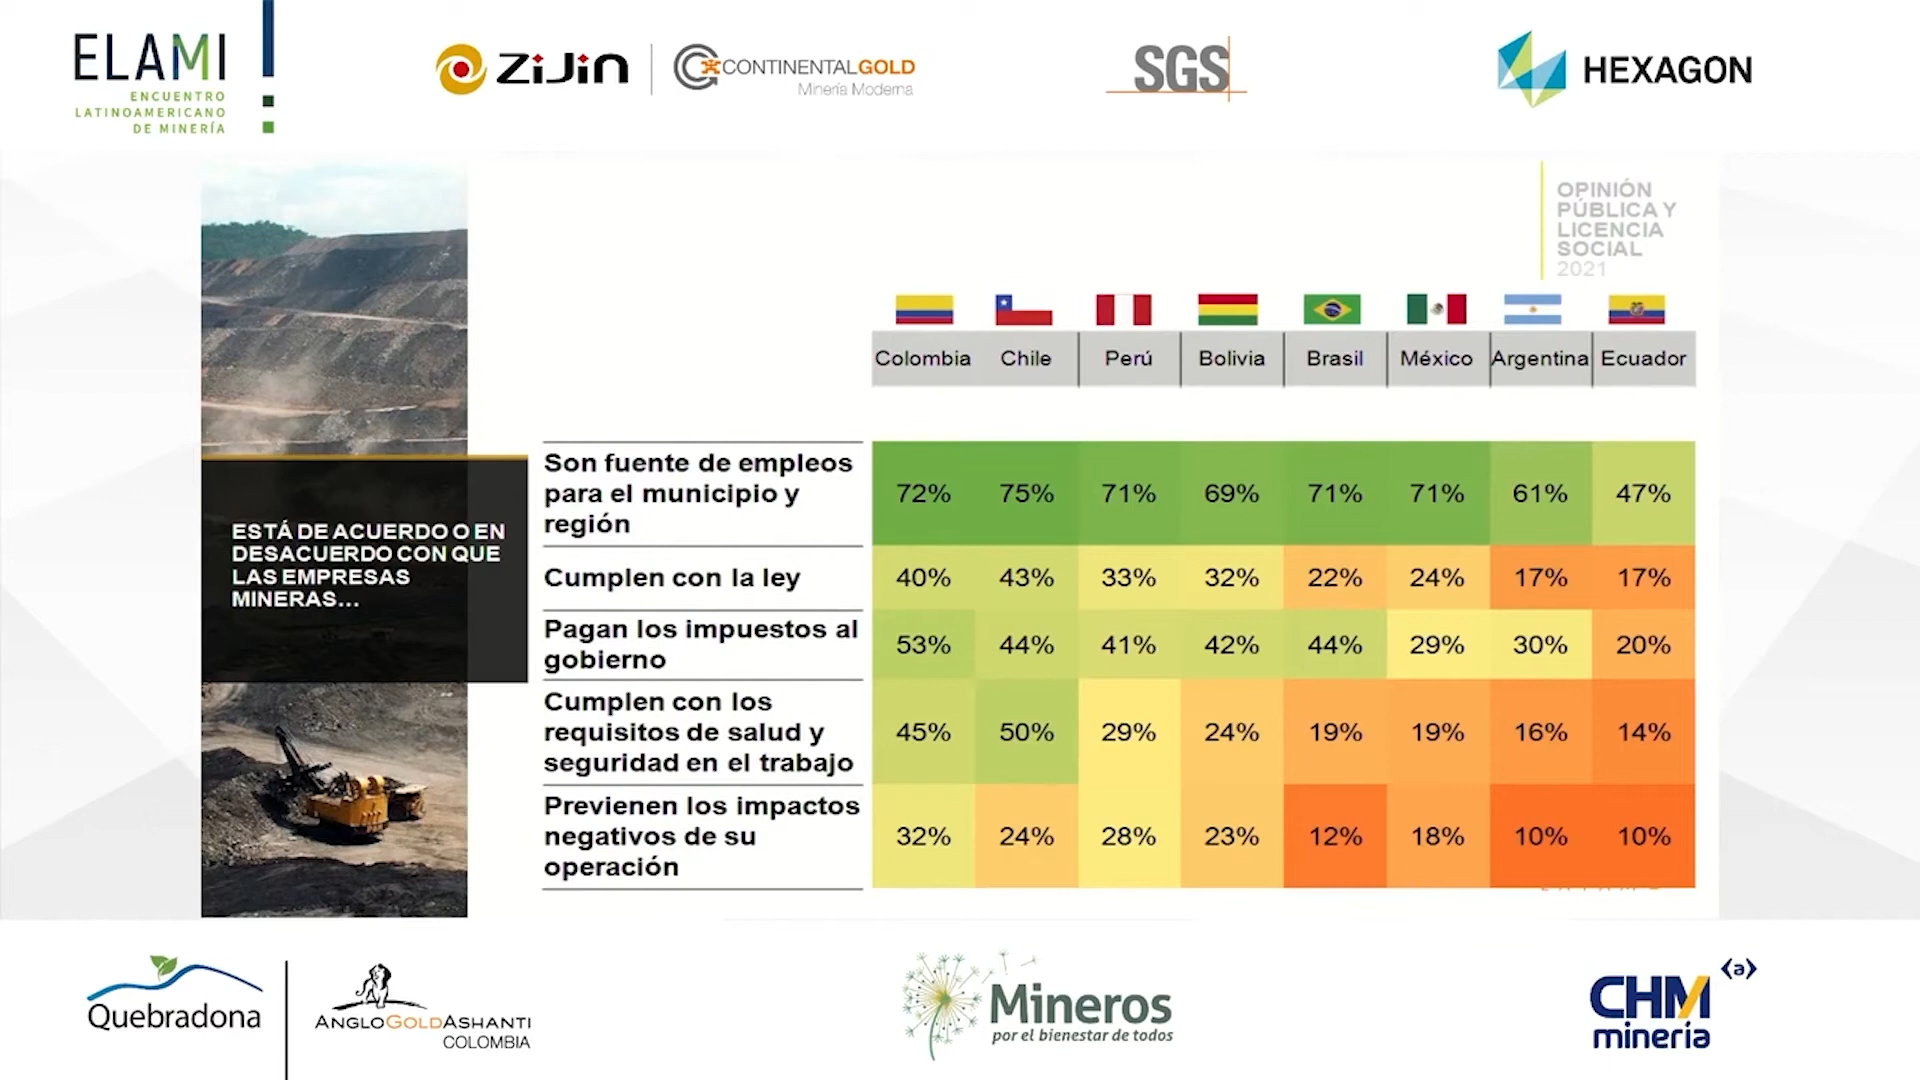 ELAMI
ENCUENTRO
LATINOAMERICANO
DE MINERÍA
ZIJIN
CONTINENTALGOLD
Minería Moderna
SGS
HEXAGON
OPINIÓN
PÚBLICA Y
LICENCIA
SOCIAL
2021
Colombia Chile Perú Bolivia Brasil México Argentina Ecuador
ESTÁ DE ACUERDO O EN
DESACUERDO CON QUE
LAS EMPRESAS
MINERAS...
Son fuente de empleos
para el municipio y
región
72% 75% 71% 69% 71% 71% 61% 47%
Cumplen con la ley
40% 43% 33% 32% 22% 24% 17% 17%
Pagan los impuestos al
gobierno
53% 44% 41% 42% 44% 29% 30% 20%
Cumplen con los
requisitos de salud y
seguridad en el trabajo
45% 50% 29% 24% 19% 19% 16% 14%
Previenen los impactos
negativos de su
operación
32% 24% 28% 23% 12% 18% 10% 10%
Quebradona
ANGLOGOLDASHANTI
COLOMBIA
Mineros
por el bienestar de todos
CHM
minería
(a)